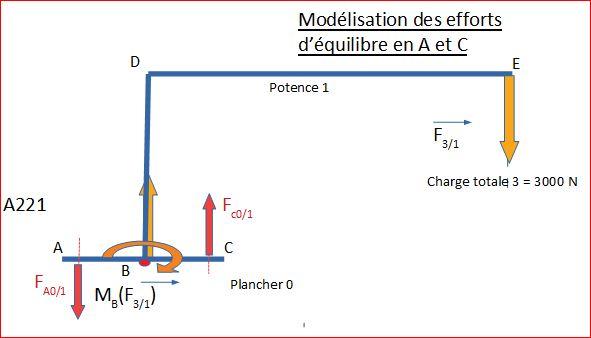 Modélisation des efforts
d'équilibre en A et C
D
E
Potence 1
F3/1
Charge totale 3 = 3000 N
A221
Fc0/1
A
C
B
FA0/1
MB(F3/1)
Plancher 0